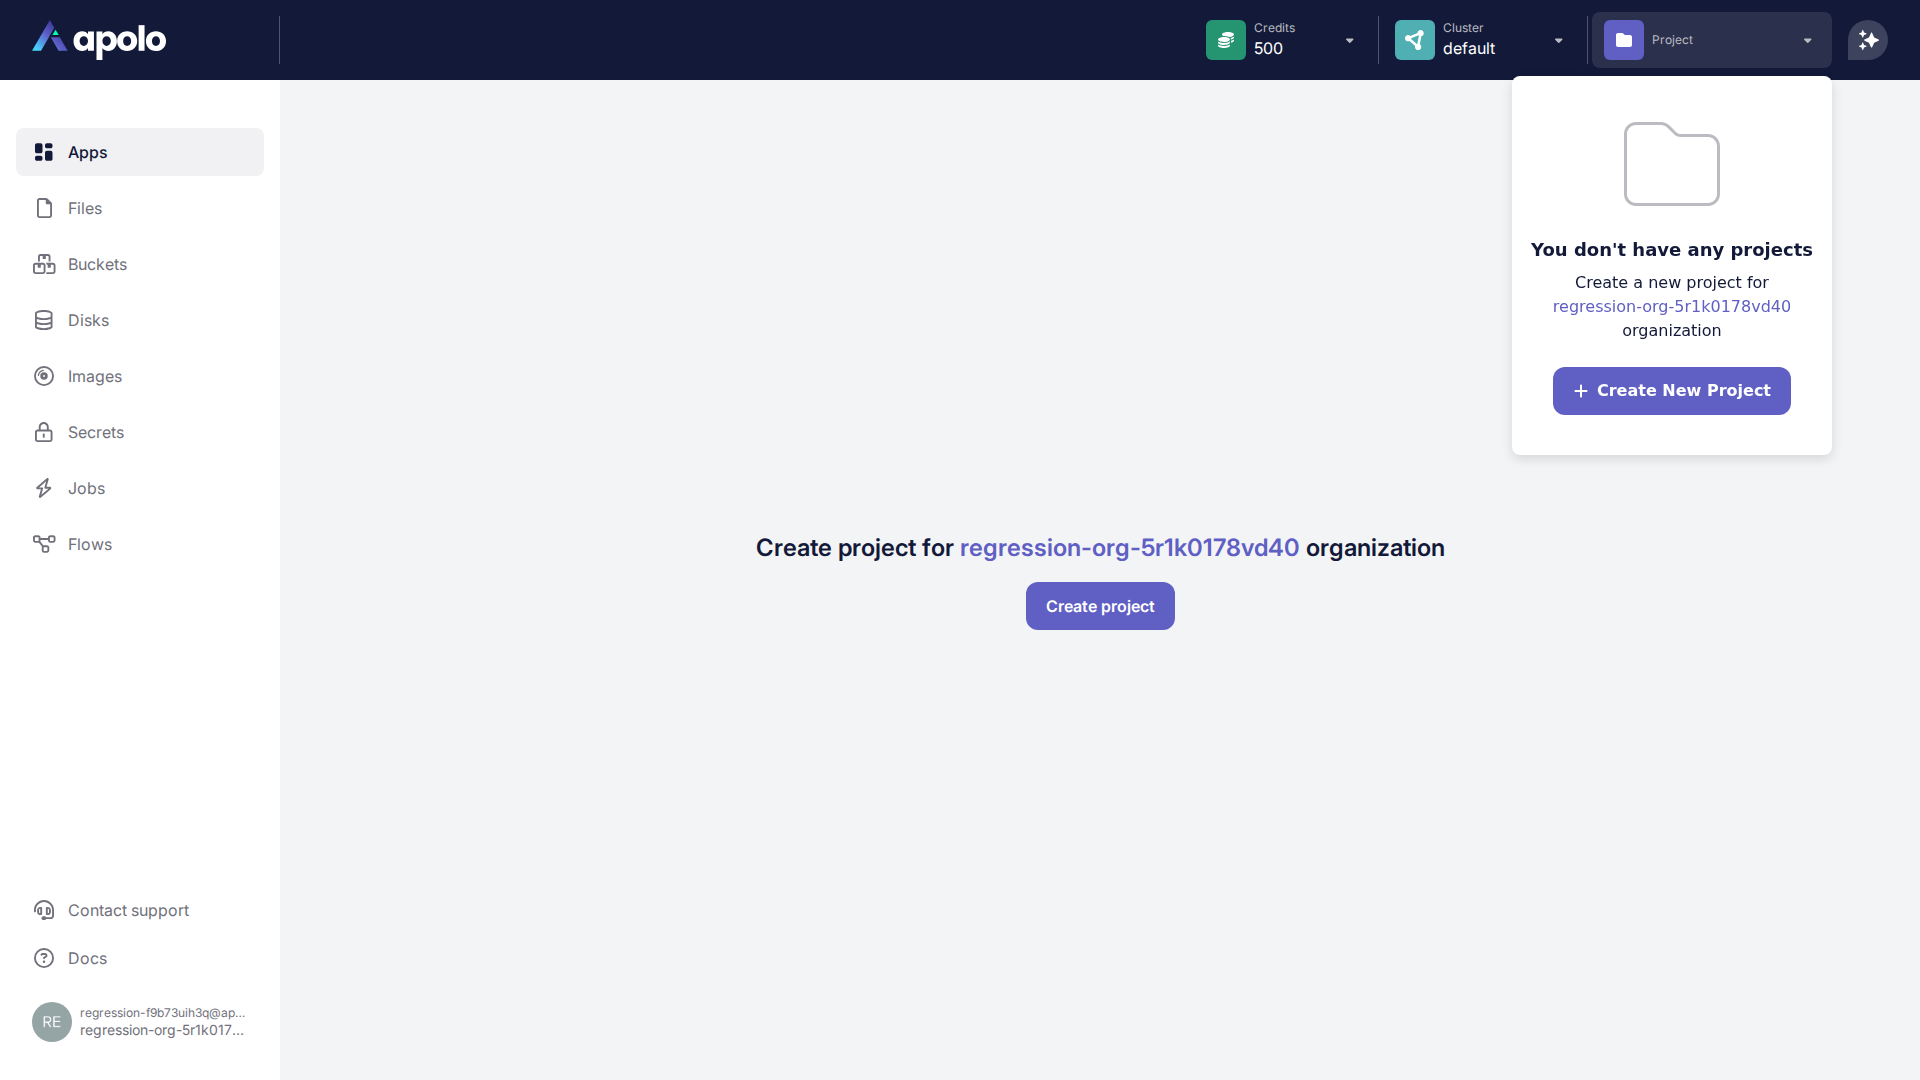 apolo
Credits
500
Cluster
default
Project
Apps
Files
Buckets
Disks
Images
Secrets
Jobs
Flows
You don't have any projects
Create a new project for
regression-org-5r1k0178vd40
organization
Create New Project
Create project for regression-org-5r1k0178vd40 organization
Create project
Contact support
Docs
RE
regression-f9b73uih3q@ap...
regression-org-5r1k017...